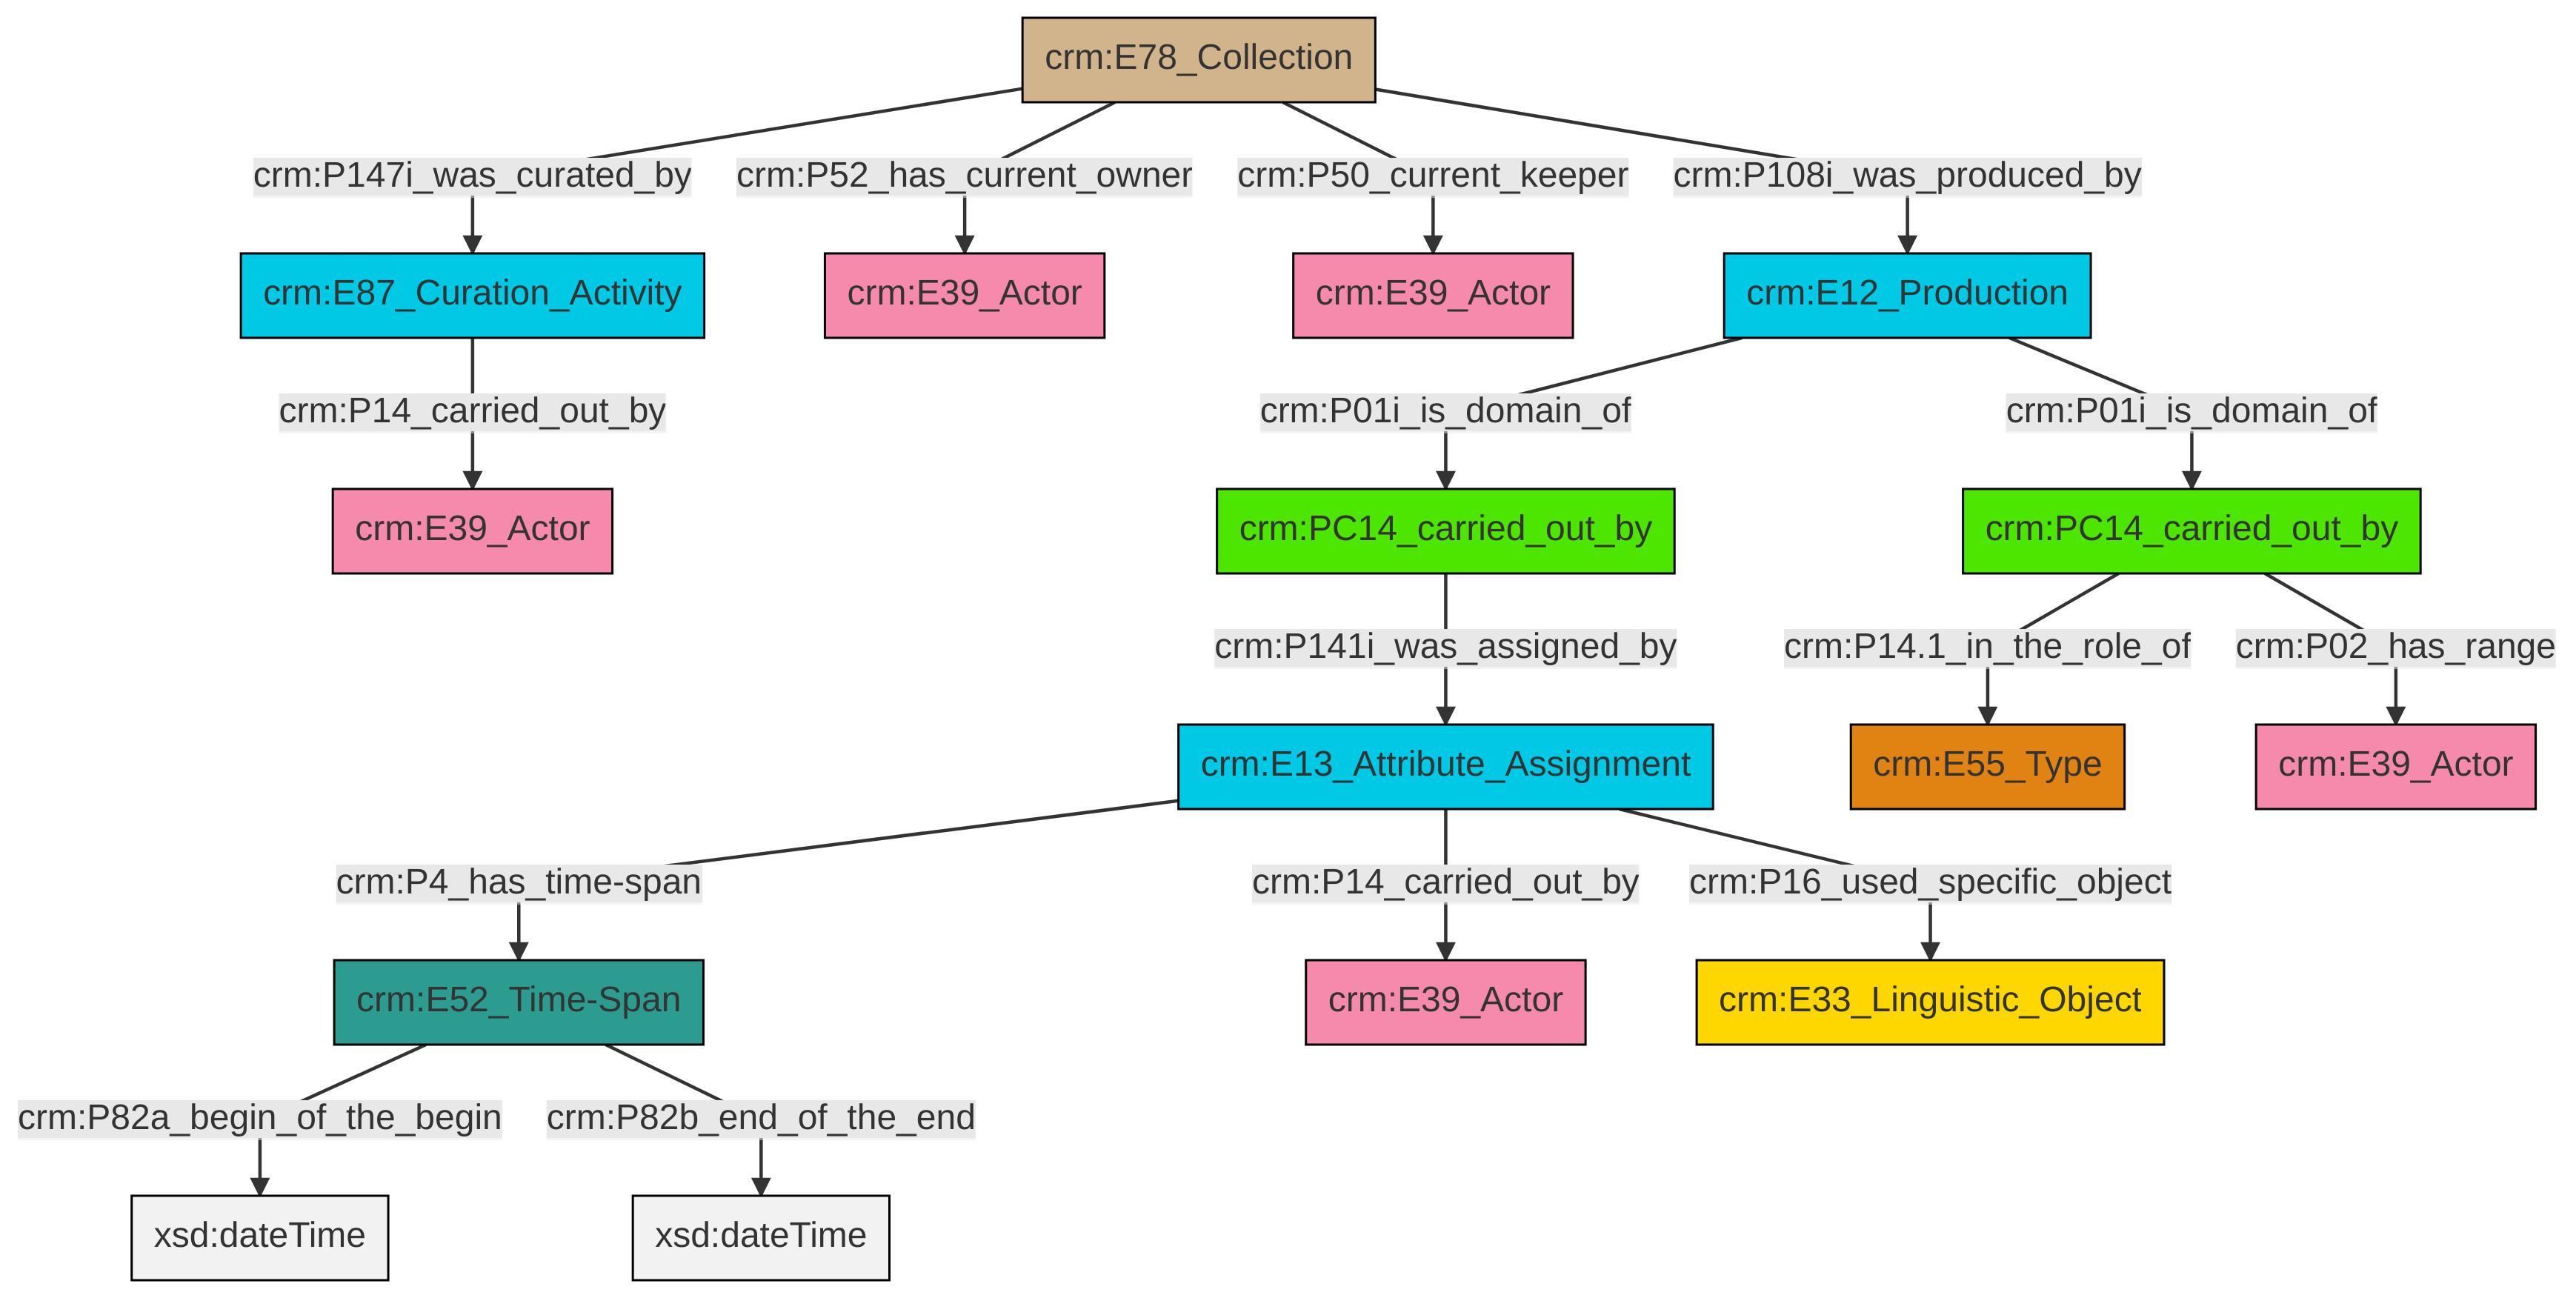 crm:E78_Collection
crm:P147i_was_curated_by
crm:P52_has_current_owner
crm:P50_current_keeper
crm:P108i_was_produced_by
crm:E87_Curation_Activity
crm:E39_Actor
crm:E39_Actor
crm:E12_Production
crm:P14_carried_out_by
crm:P01i_is_domain_of
crm:P01i_is_domain_of
crm:E39_Actor
crm:PC14_carried_out_by
crm:PC14_carried_out_by
crm:P141i_was_assigned_by
crm:P14.1_in_the_role_of
crm:P02_has_range
crm:E13_Attribute_Assignment
crm:E55_Type
crm:E39_Actor
crm:P4_has_time-span
crm:P14_carried_out_by
crm:P16_used_specific_object
crm:E52_Time-Span
crm:E39_Actor
crm:E33_Linguistic_Object
crm:P82a_begin_of_the_begin
crm:P82b_end_of_the_end
xsd:dateTime
xsd:dateTime